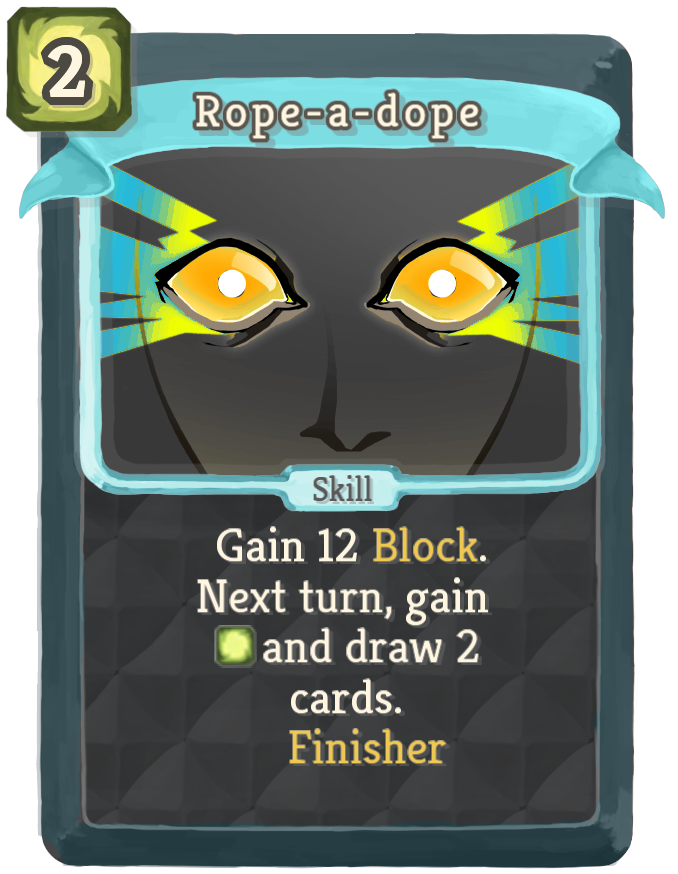 2
Rope-a-dope
Skill
Gain 12 Block.
Next turn, gain
and draw 2
cards.
Finisher